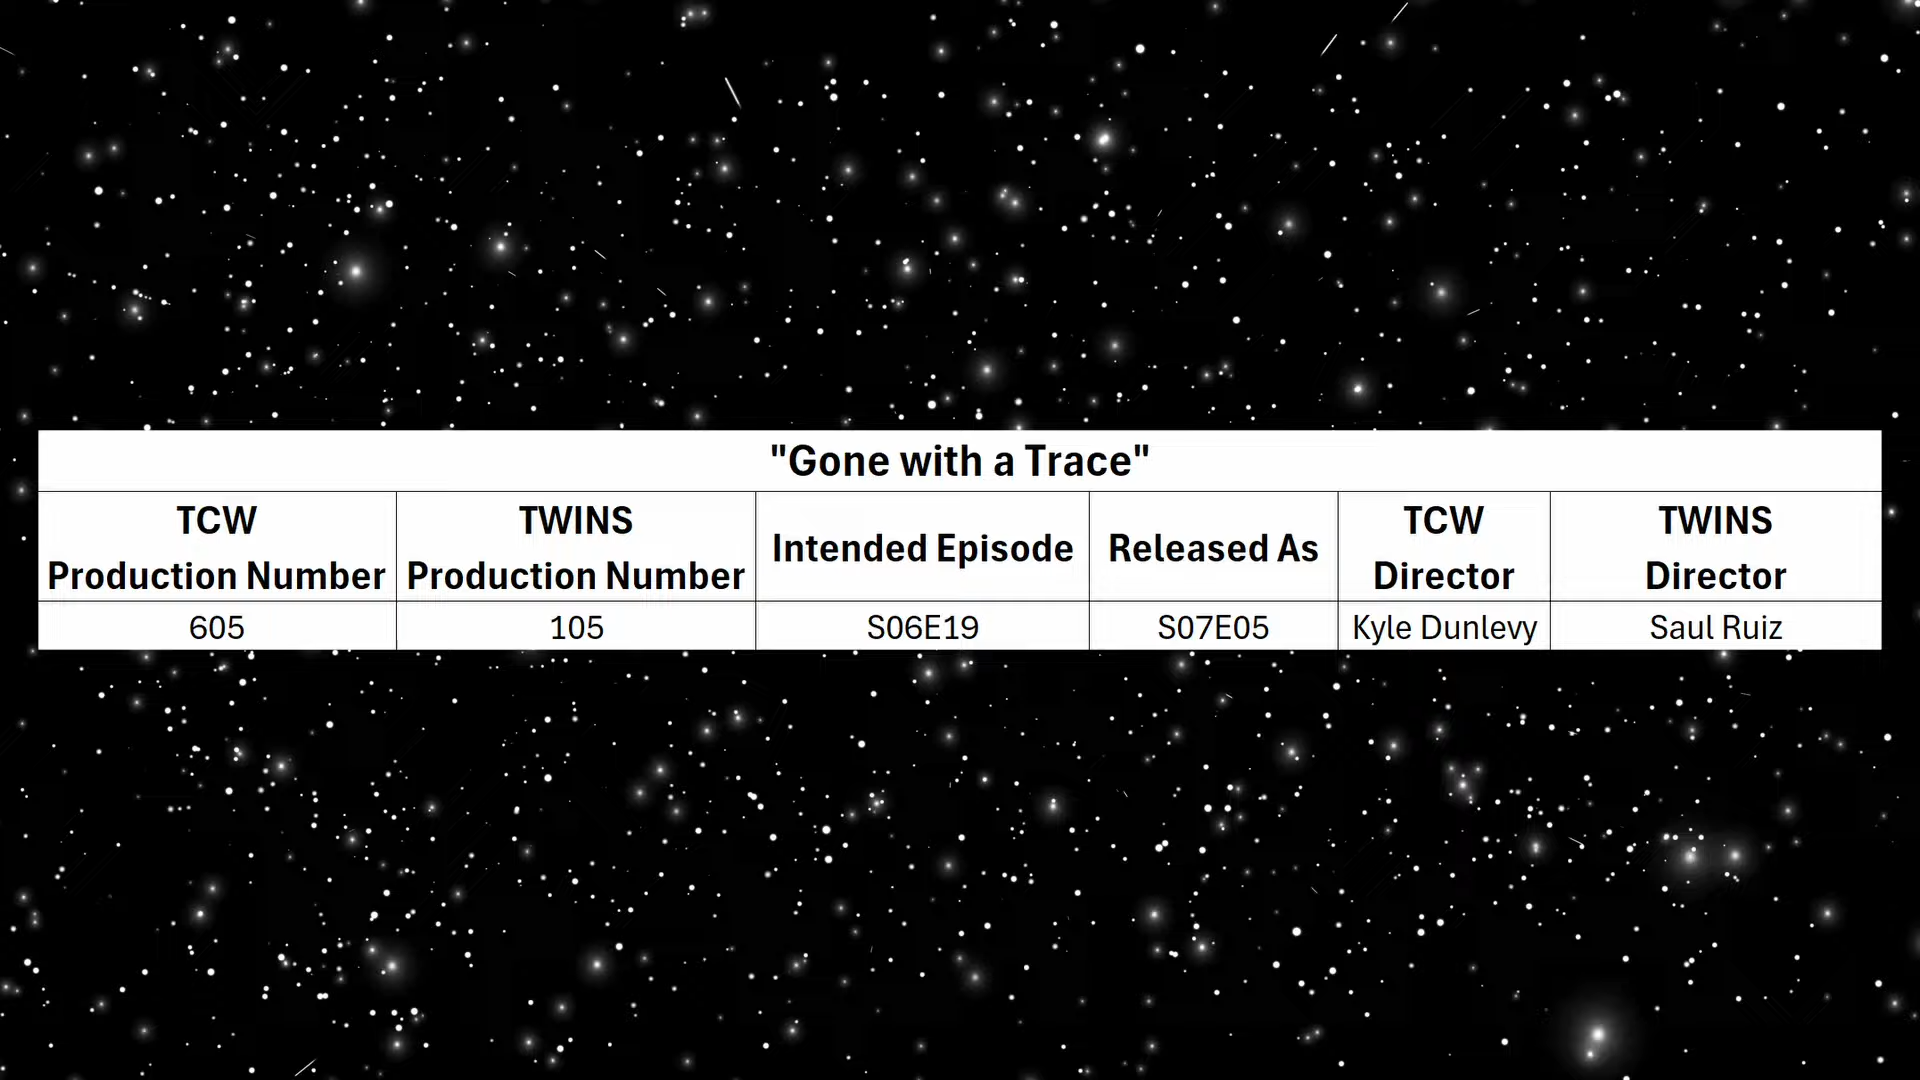 "Gone with a Trace"
TCW Production Number
TWINS Production Number
Intended Episode
Released As
TCW Director
TWINS Director
605
105
S06E19
S07E05
Kyle Dunlevy
Saul Ruiz